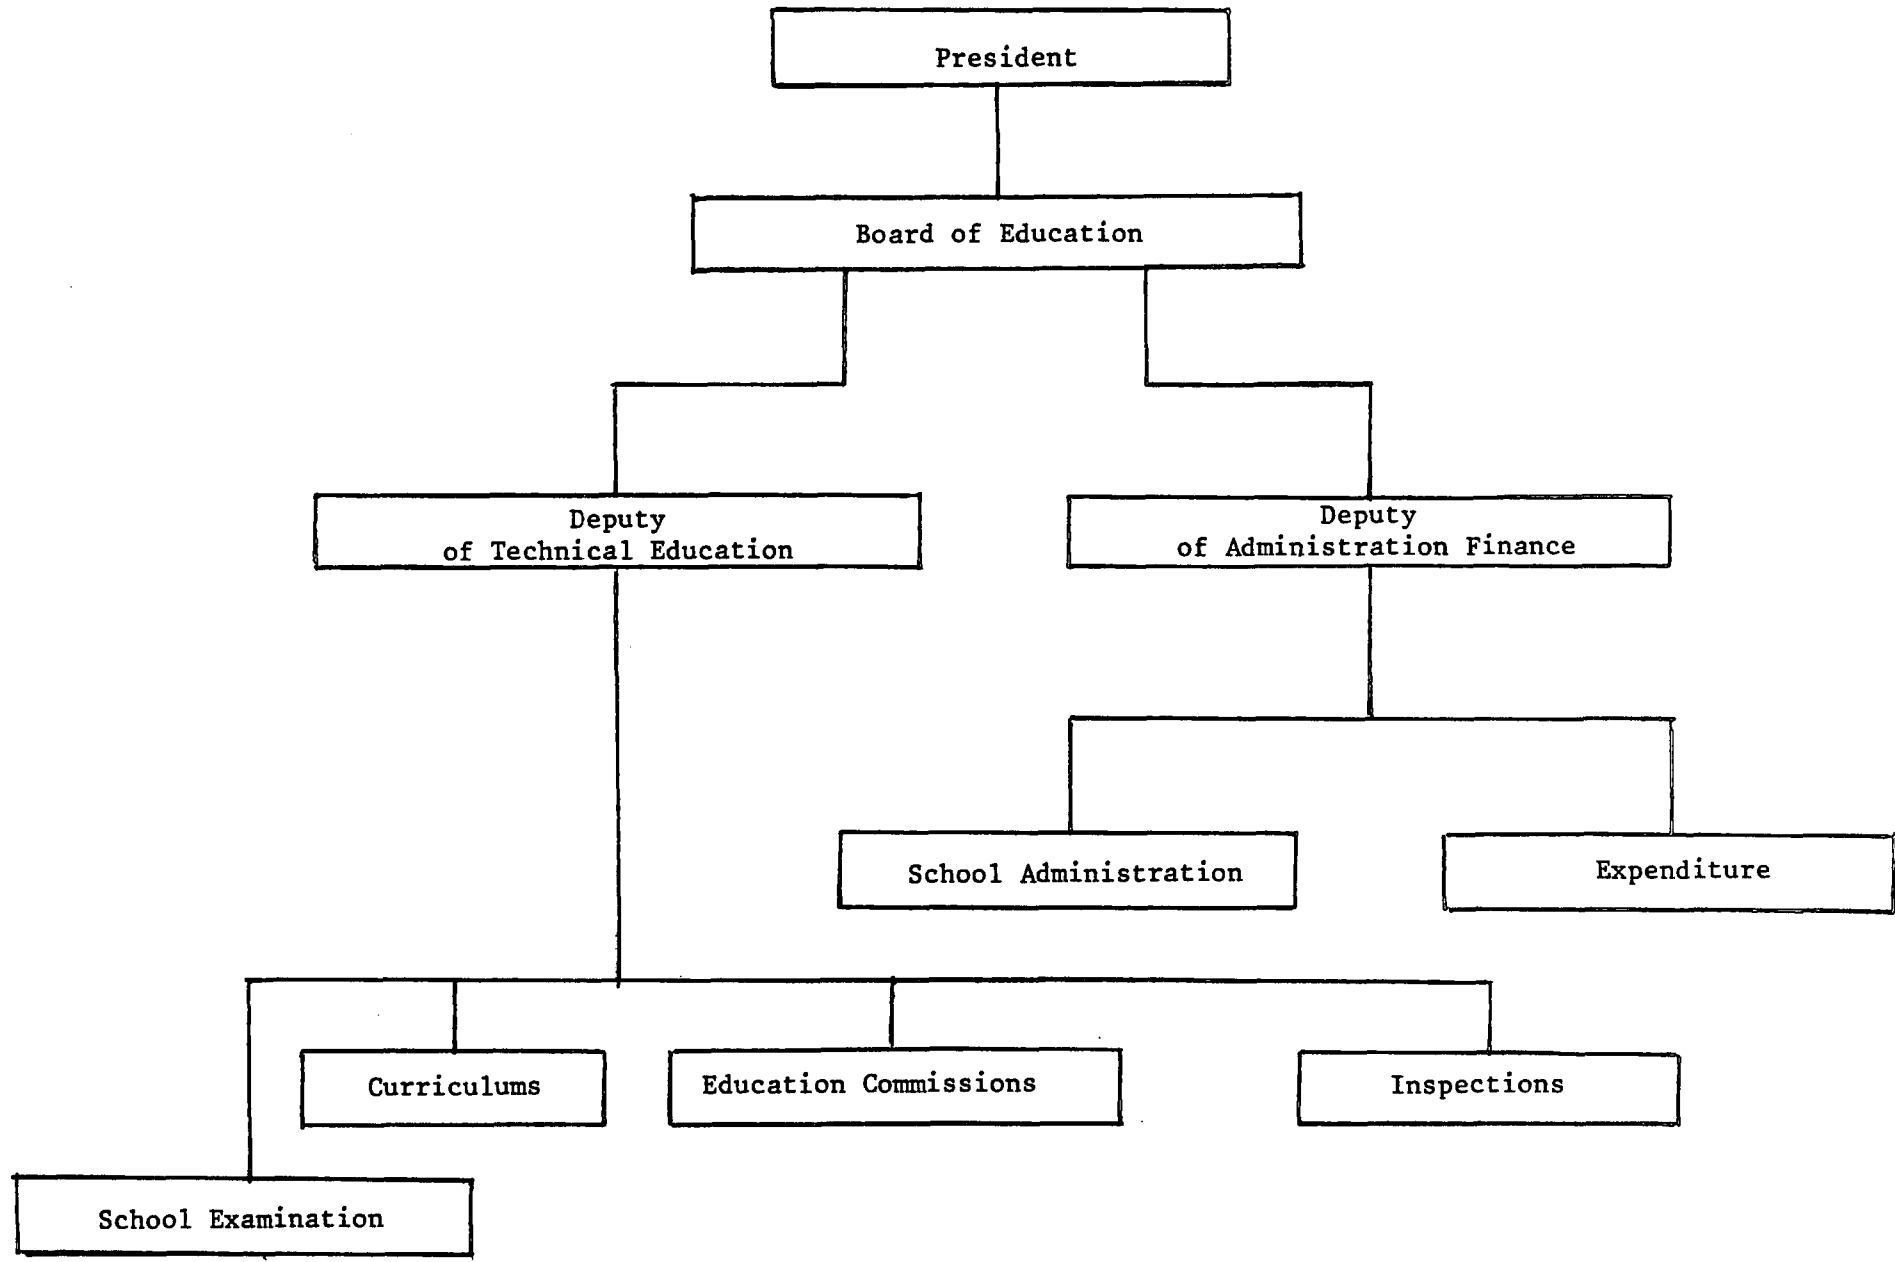 President
Board of Education
Deputy
of Technical Education
Deputy
of Administration Finance
School Administration
Expenditure
Curriculums
Education Commissions
Inspections
School Examination